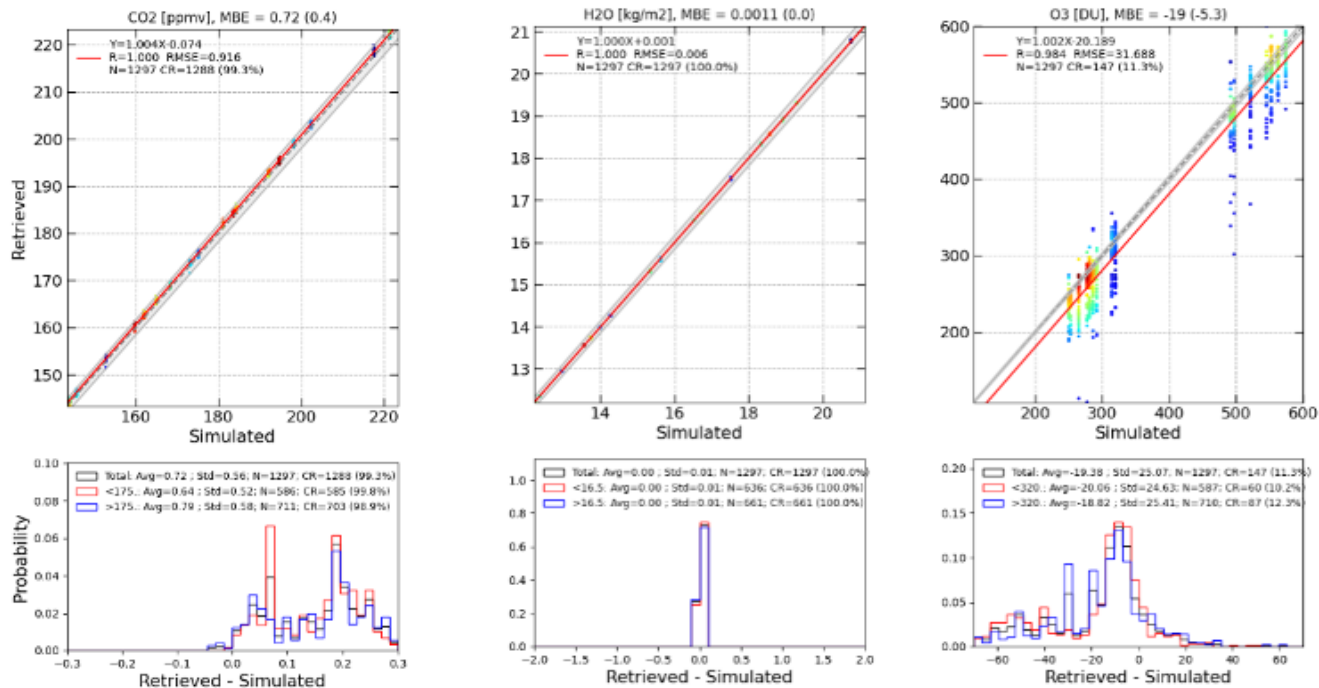 CO2 [ppmv], MBE = 0.72 (0.4)
Y=1.004X-0.074
R=1.000 RMSE=0.916
N=1297 CR=1288 (99.3%)
220
210
200
190
180
170
160
150
160
180
200
220
Retrieved
Simulated
H2O [kg/m2], MBE = 0.0011 (0.0)
Y=1.000X+0.001
R=1.000 RMSE=0.006
N=1297 CR=1297 (100.0%)
21
20
19
18
17
16
15
14
13
14
16
18
20
Simulated
O3 [DU], MBE = -19 (-5.3)
Y=1.002X-20.189
R=0.984 RMSE=31.688
N=1297 CR=147 (11.3%)
600
500
400
300
200
200
300
400
500
600
Simulated
Total: Avg=0.72 ; Std=0.56; N=1297; CR=1288 (99.3%)
<175.: Avg=0.64 ; Std=0.52; N=586; CR=585 (99.8%)
>175.: Avg=0.79 ; Std=0.58; N=711; CR=703 (98.9%)
0.10
0.08
0.06
0.04
0.02
0.00
−0.3
−0.2
−0.1
0.0
0.1
0.2
0.3
Probability
Retrieved - Simulated
Total: Avg=0.00 ; Std=0.01; N=1297; CR=1297 (100.0%)
<16.5: Avg=0.00 ; Std=0.01; N=636; CR=636 (100.0%)
>16.5: Avg=0.00 ; Std=0.01; N=661; CR=661 (100.0%)
1.0
0.8
0.6
0.4
0.2
0.0
−2.0
−1.5
−1.0
−0.5
0.0
0.5
1.0
1.5
2.0
Retrieved - Simulated
Total: Avg=-19.38 ; Std=25.07; N=1297; CR=147 (11.3%)
<320.: Avg=-20.06 ; Std=24.63; N=587; CR=60 (10.2%)
>320.: Avg=-18.82 ; Std=25.41; N=710; CR=87 (12.3%)
0.20
0.15
0.10
0.05
0.00
−60
−40
−20
0
20
40
60
Retrieved - Simulated